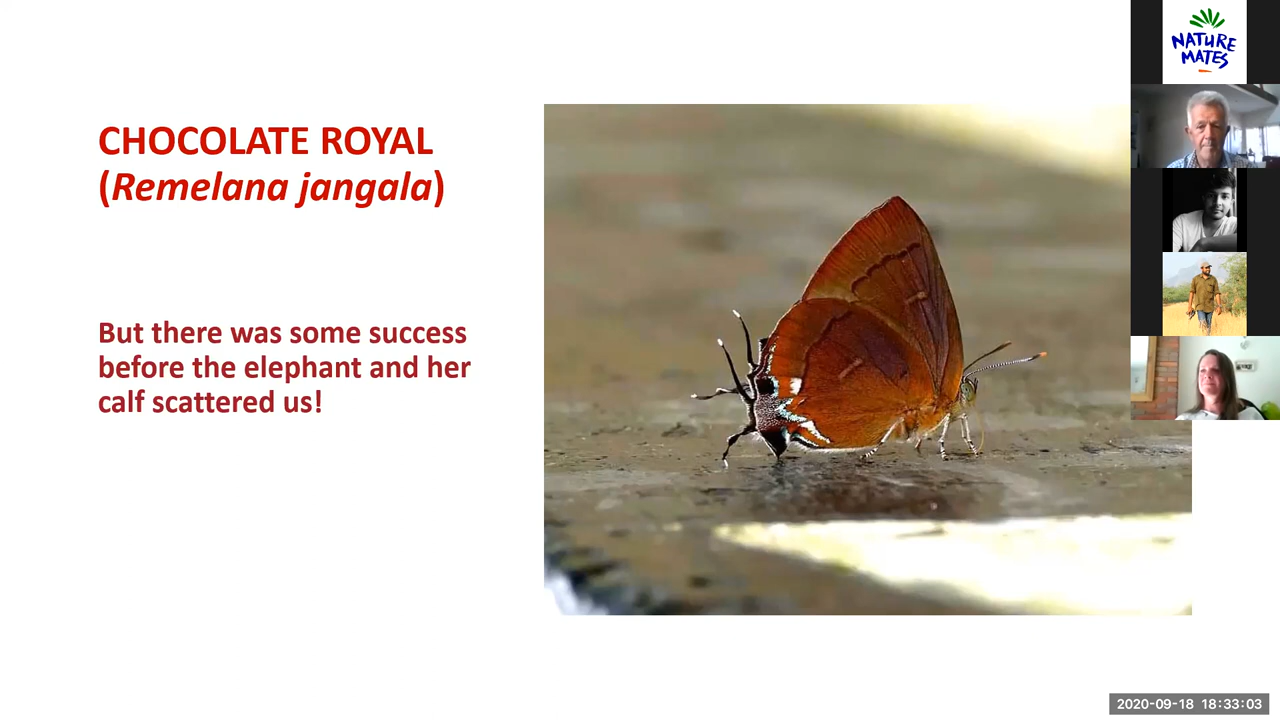 CHOCOLATE ROYAL
(Remelana jangala)
But there was some success
before the elephant and her
calf scattered us!
NATURE
MATES
2020-09-18 18:33:03